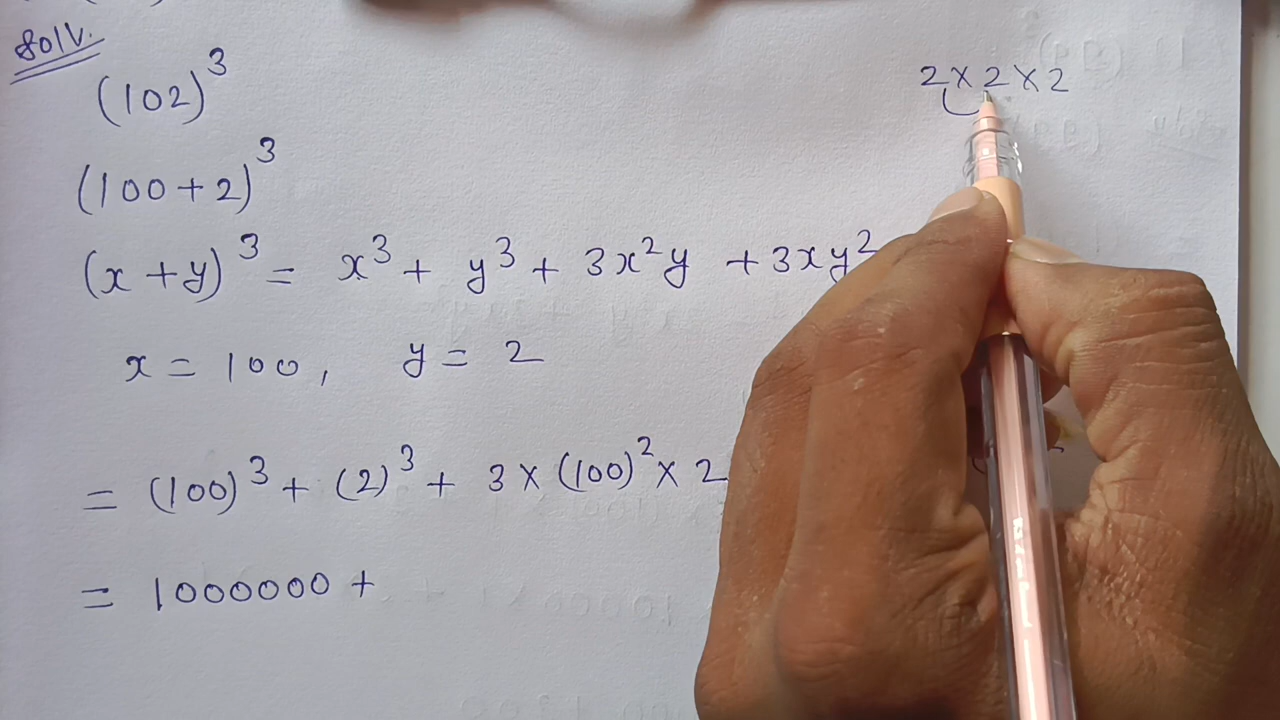 Solv.
(102)³
2×2×2
(100+2)³
(x+y)³ = x³ + y³ + 3x²y + 3xy²
x = 100, y = 2
= (100)³ + (2)³ + 3 × (100)² × 2
= 1000000 +